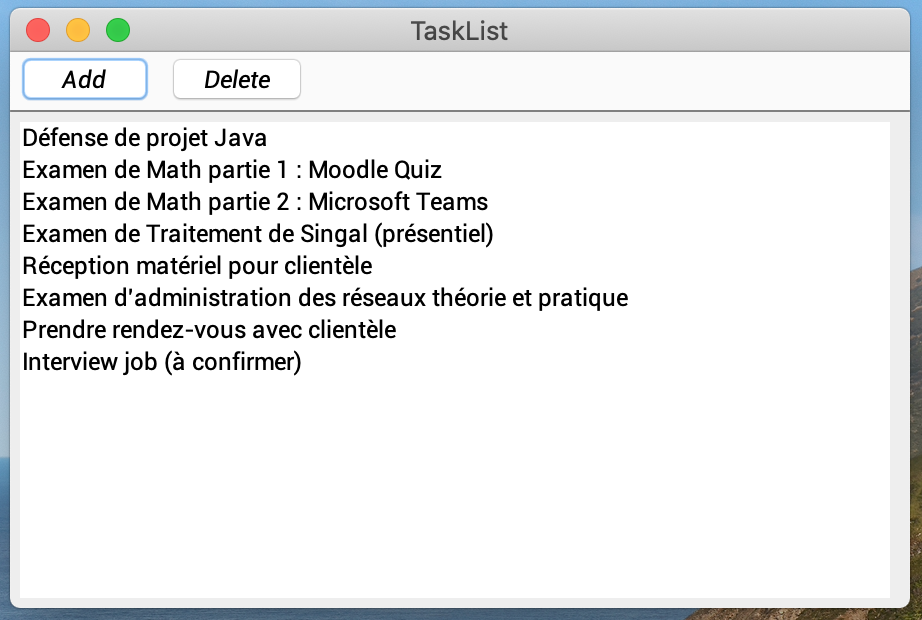 TaskList
Add Delete
Défense de projet Java
Examen de Math partie 1 : Moodle Quiz
Examen de Math partie 2 : Microsoft Teams
Examen de Traitement de Singal (présentiel)
Réception matériel pour clientèle
Examen d'administration des réseaux théorie et pratique
Prendre rendez-vous avec clientèle
Interview job (à confirmer)